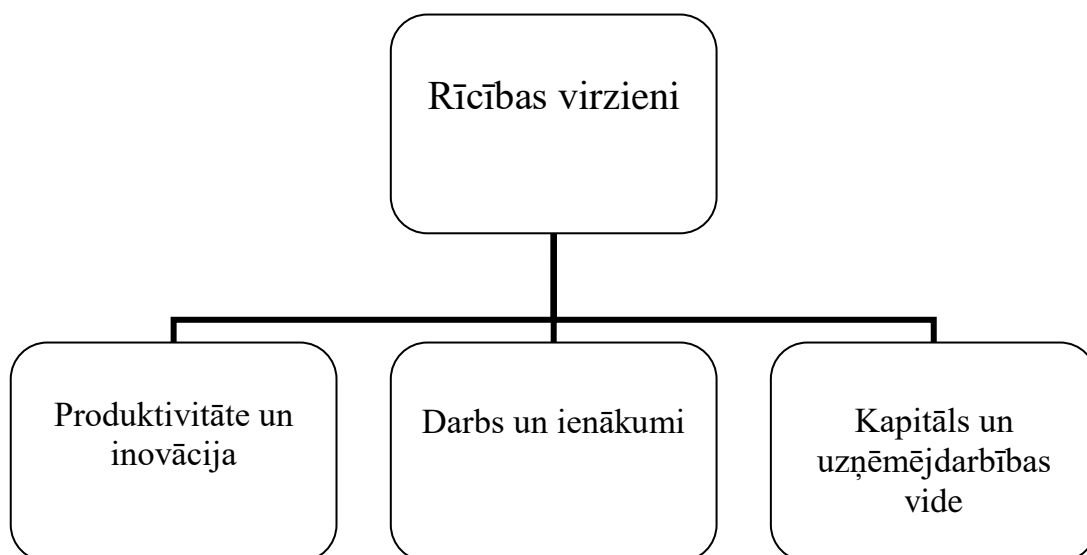 Rīcības virzieni
Produktivitāte un
inovācija
Darbs un ienākumi
Kapitāls un
uzņēmējdarbības
vide